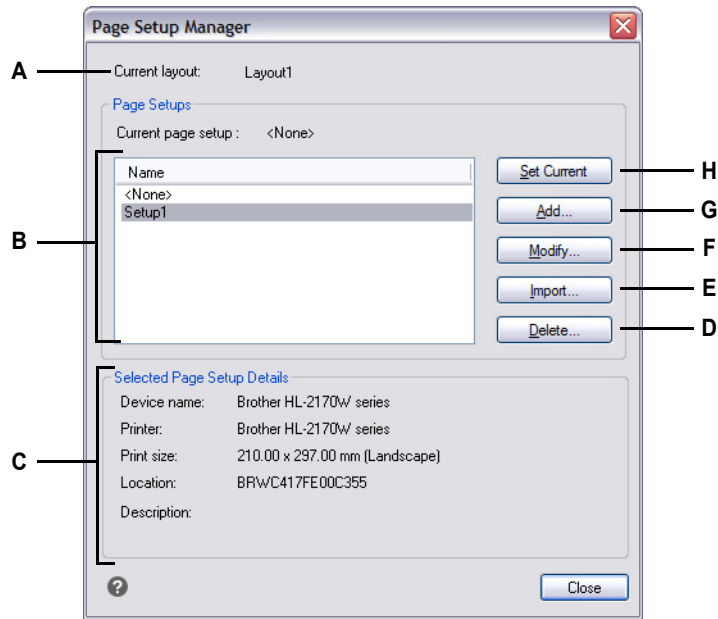 Page Setup Manager
A
Current layout: Layout1
Page Setups
Current page setup : <None>
B
Name
<None>
Setup1
Set Current
H
Add...
G
Modify...
F
Import...
E
Delete...
D
C
Selected Page Setup Details
Device name: Brother HL-2170W series
Printer: Brother HL-2170W series
Print size: 210.00 x 297.00 mm (Landscape)
Location: BRWC417FE00C355
Description:
?
Close